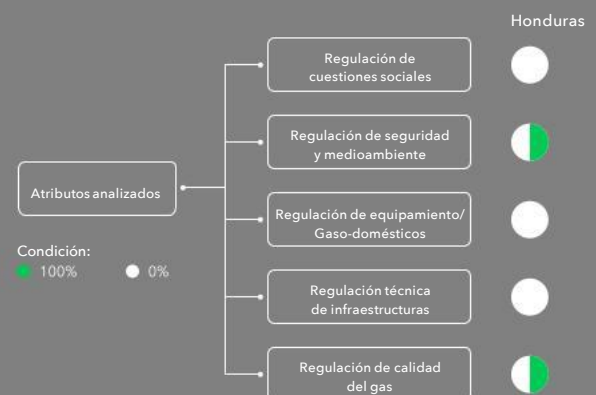 Honduras
Regulación de
cuestiones sociales
Regulación de seguridad
y medioambiente
Atributos analizados
Regulación de equipamiento/
Gaso-domésticos
Condición:
100%
0%
Regulación técnica
de infraestructuras
Regulación de calidad
del gas